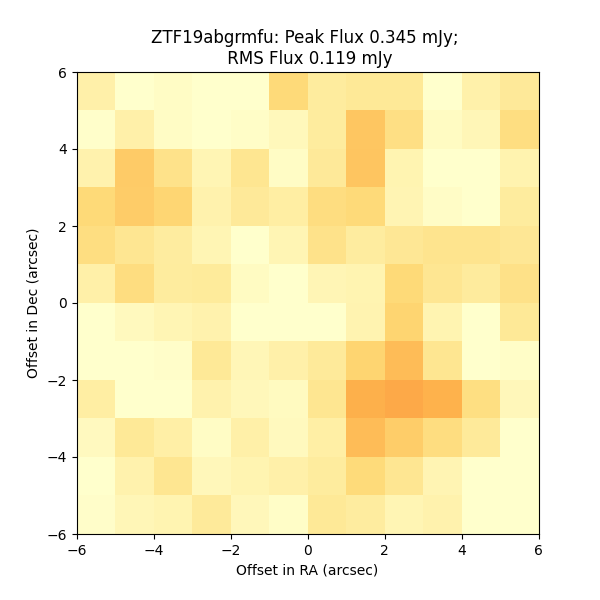 ZTF19abgrmfu: Peak Flux 0.345 mJy;
RMS Flux 0.119 mJy
6
4
2
0
−2
−4
−6
Offset in Dec (arcsec)
−6 −4 −2 0 2 4 6
Offset in RA (arcsec)